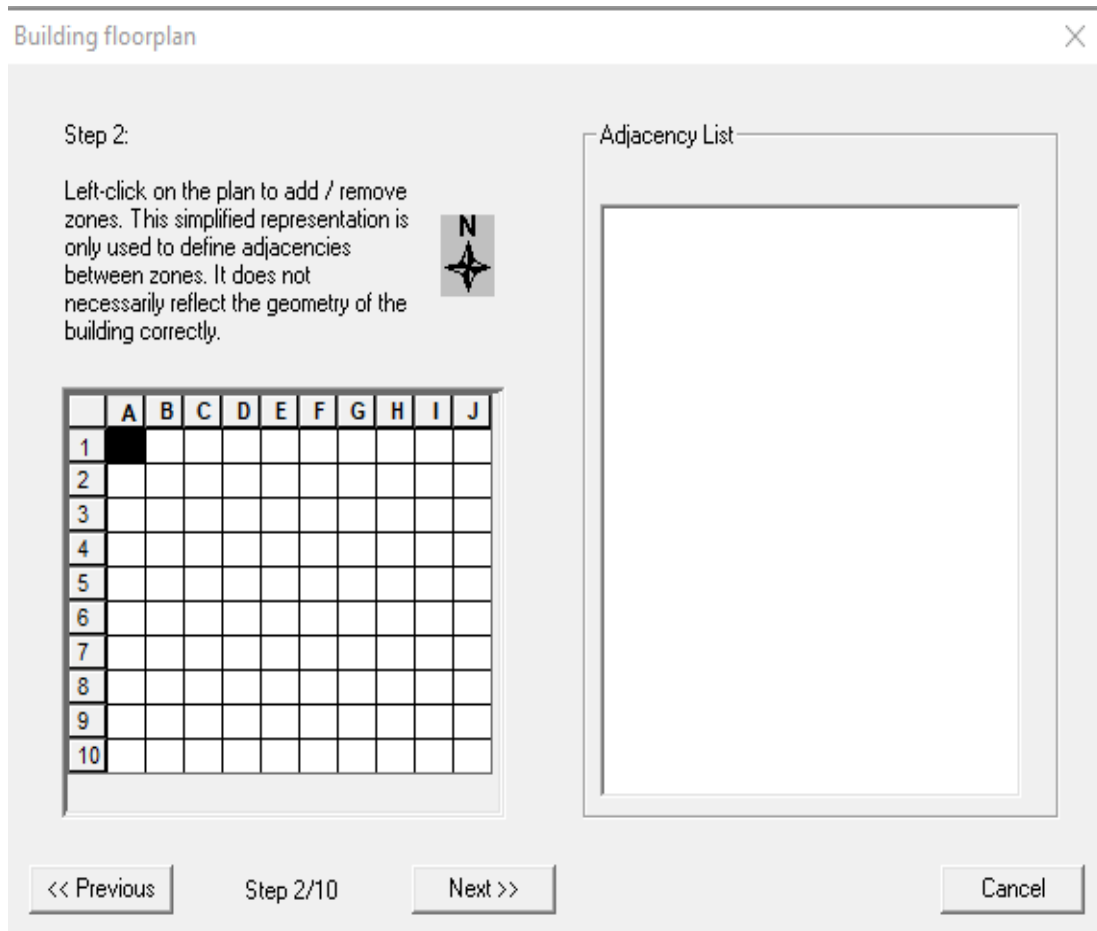 Building floorplan
Step 2:
Left-click on the plan to add / remove
zones. This simplified representation is
only used to define adjacencies
between zones. It does not
necessarily reflect the geometry of the
building correctly.
N
A B C D E F G H I J
1
2
3
4
5
6
7
8
9
10
Adjacency List
<< Previous
Step 2/10
Next >>
Cancel